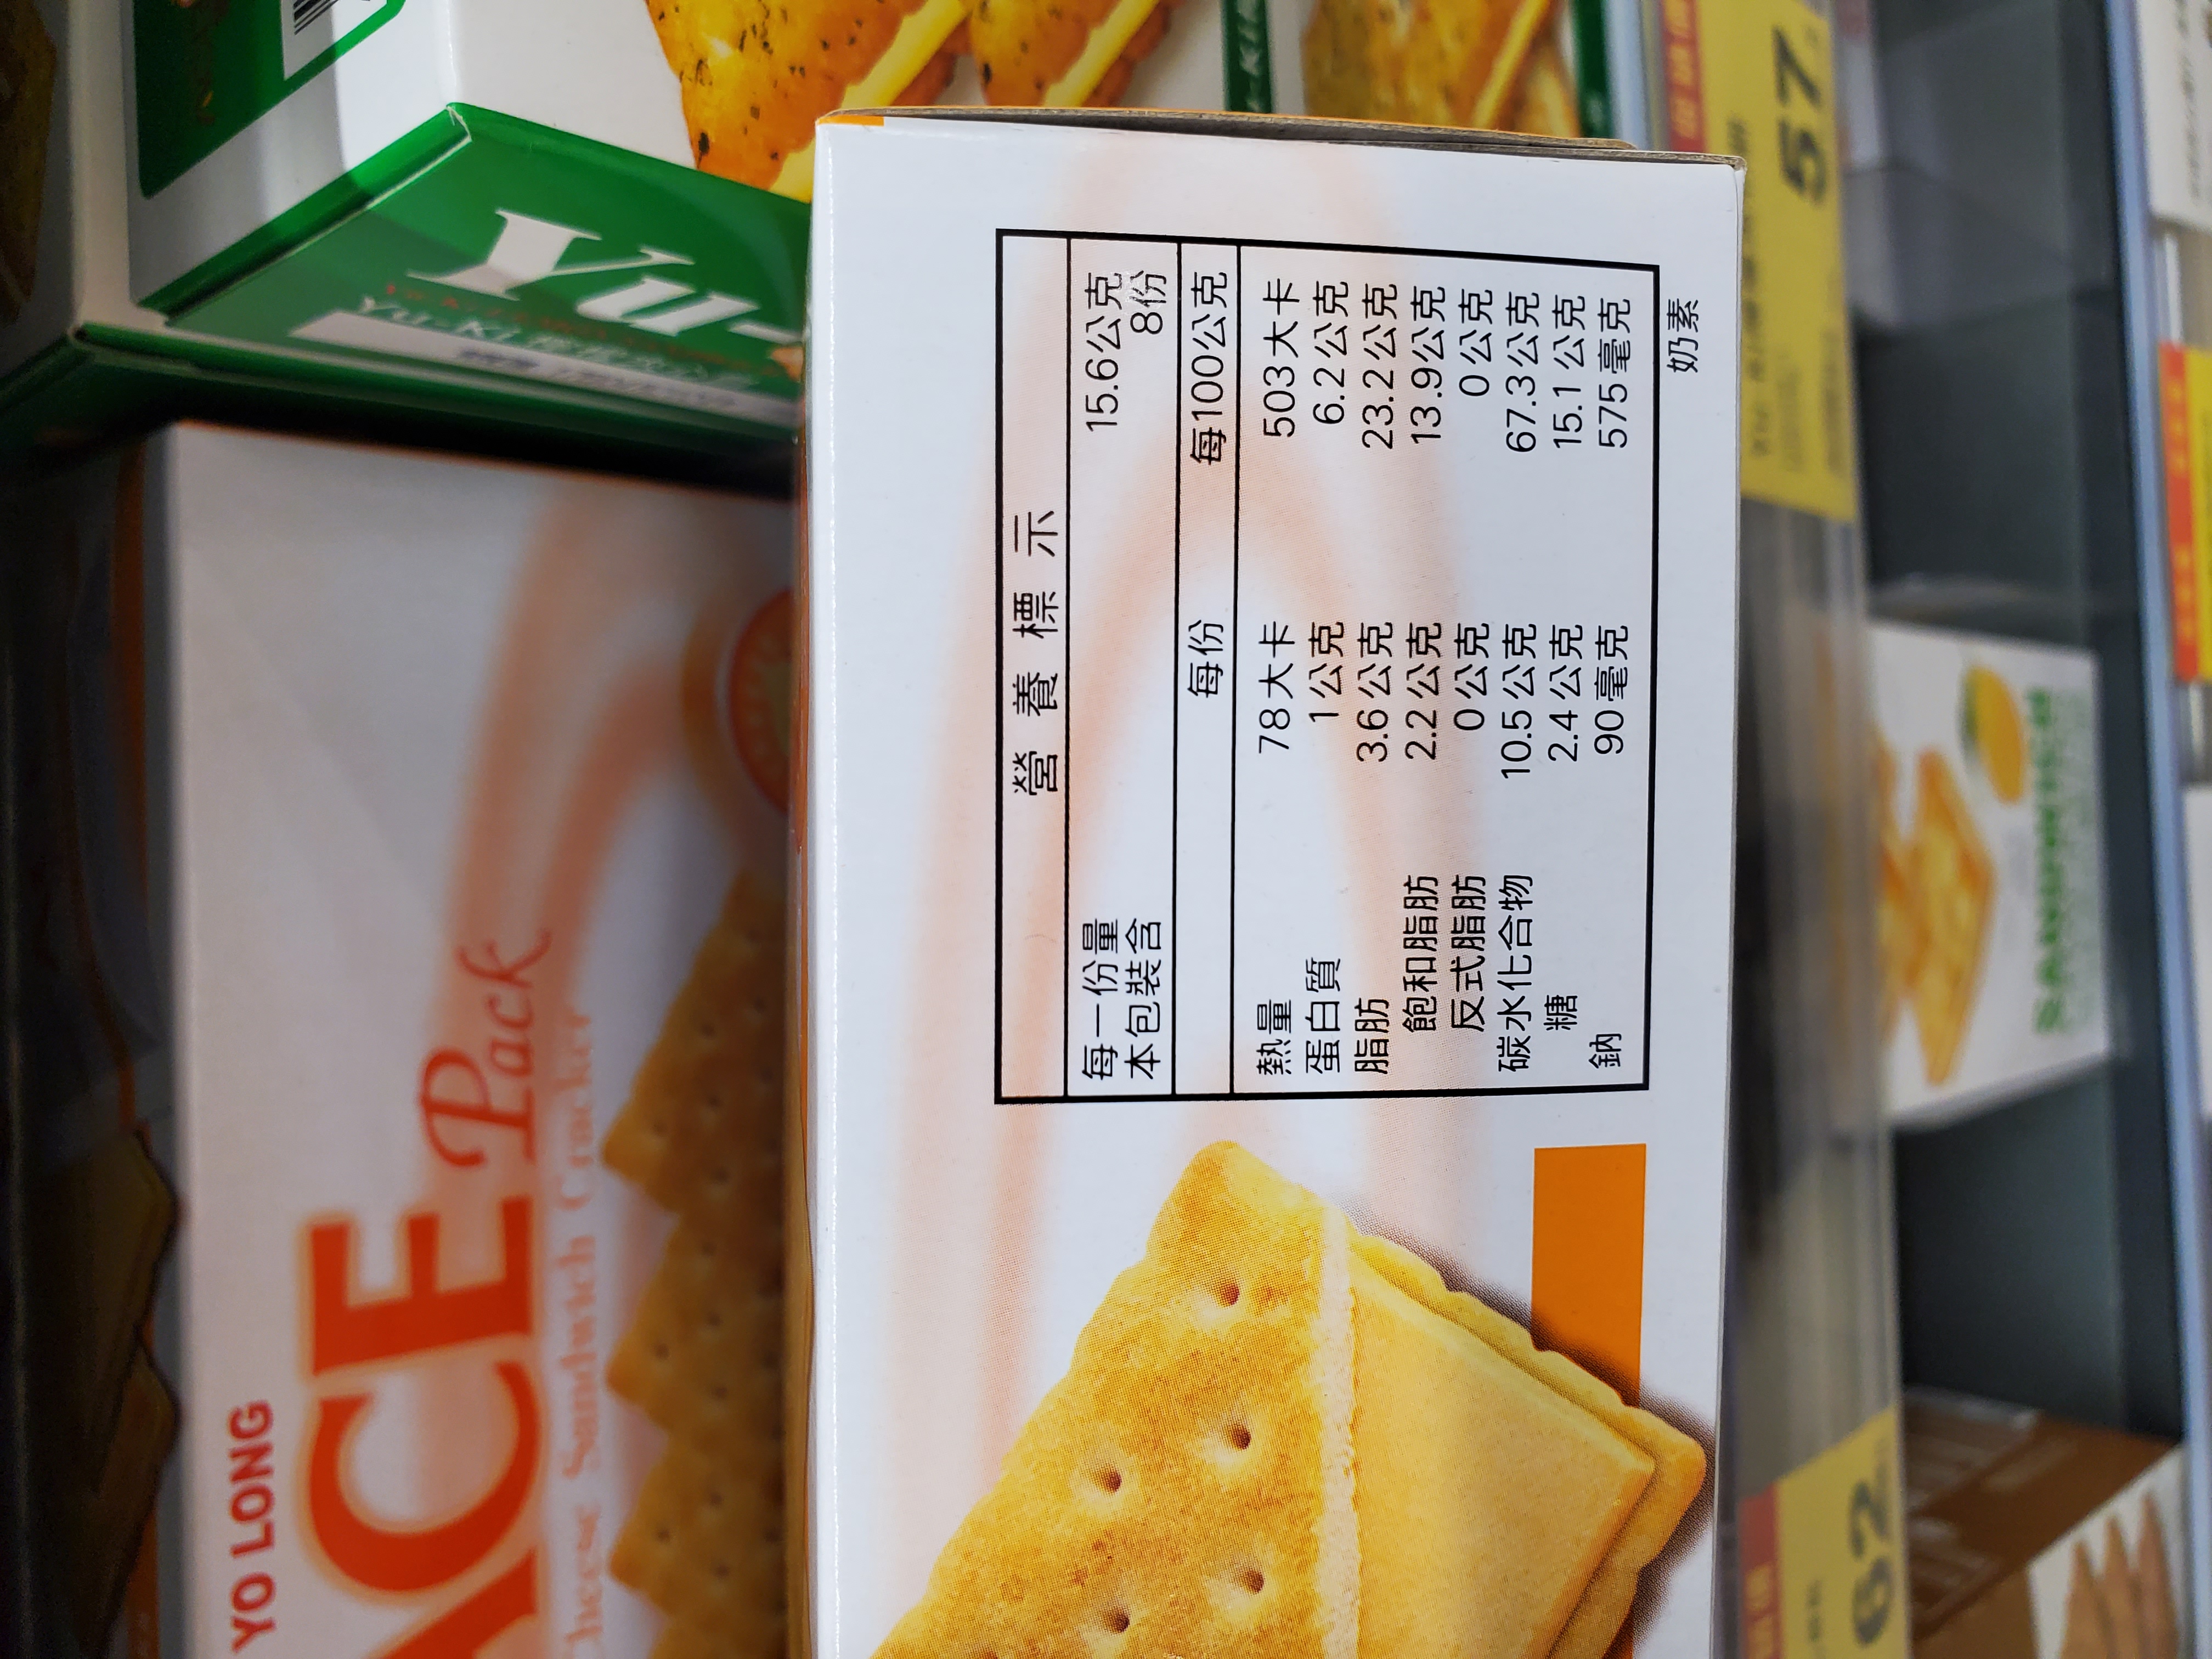 YO LONG
ACE Pack
Cheese Sandwich Cracker
營養標示
每一份量 15.6公克
本包裝含 8份
每份 每100公克
熱量 78大卡 503大卡
蛋白質 1公克 6.2公克
脂肪 3.6公克 23.2公克
飽和脂肪 2.2公克 13.9公克
反式脂肪 0公克 0公克
碳水化合物 10.5公克 67.3公克
糖 2.4公克 15.1公克
鈉 90毫克 575毫克
奶素
62
57
SANDWICH